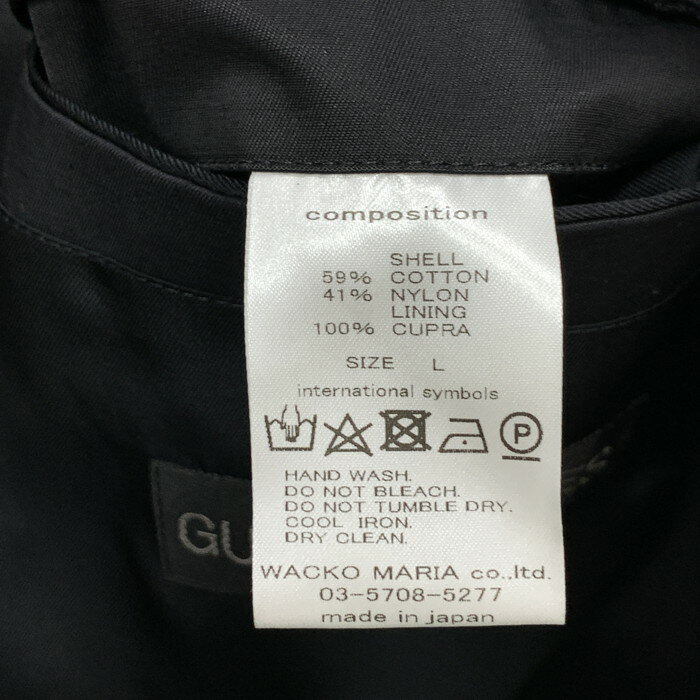 composition
SHELL
59% COTTON
41% NYLON
LINING
100% CUPRA
SIZE L
international symbols
P
HAND WASH.
DO NOT BLEACH.
DO NOT TUMBLE DRY.
COOL IRON.
DRY CLEAN.
GU
WACKO MARIA co.,ltd.
03-5708-5277
made in japan